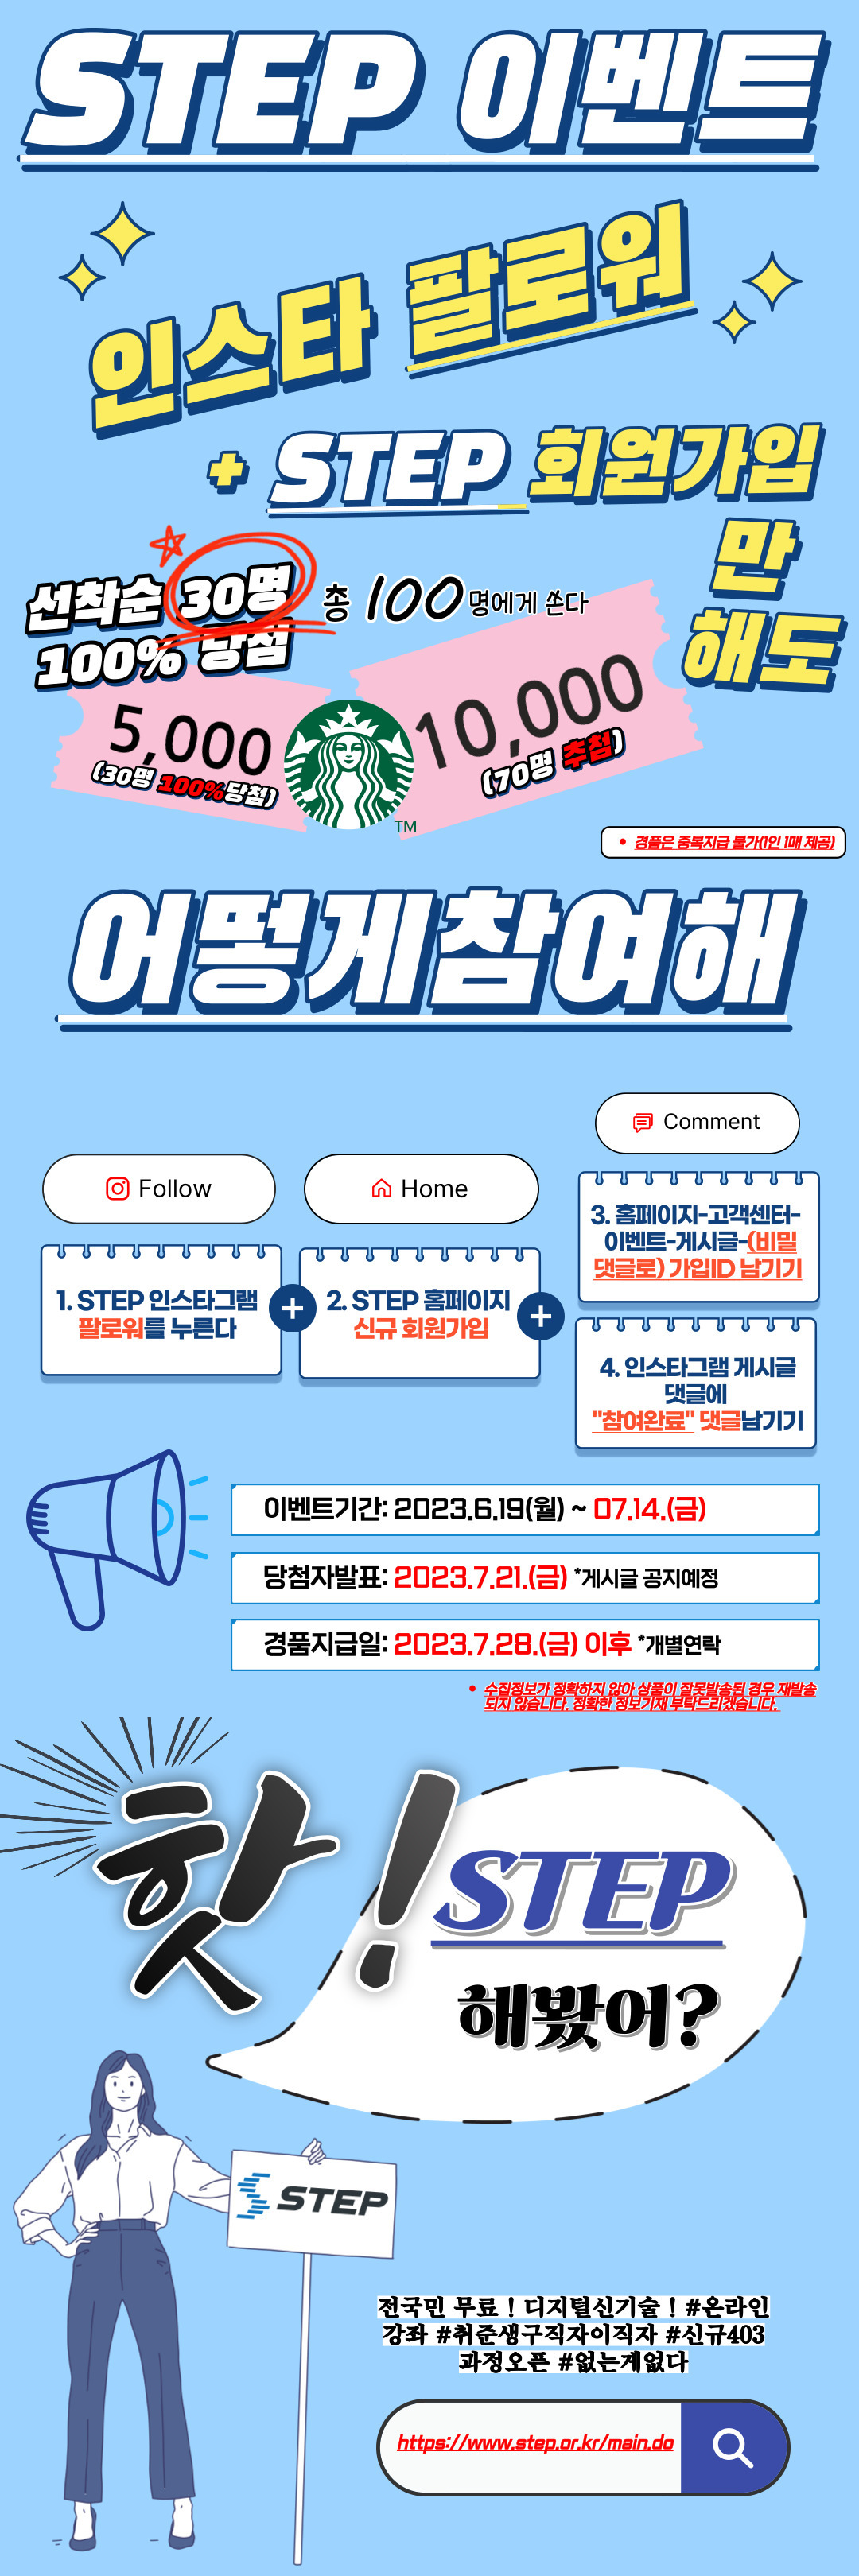 STEP 이벤트
인스타 팔로워
+ STEP 회원가입
만
해도
선착순 30명
100% 당첨
총 100명에게 쏜다
5,000
(30명 100%당첨)
10,000
(70명 추첨)
TM
• 경품은 중복지급 불가(1인 1매 제공)
어떻게참여해
Follow
Home
Comment
1. STEP 인스타그램
팔로워를 누른다
+
2. STEP 홈페이지
신규 회원가입
+
3. 홈페이지-고객센터-
이벤트-게시글-(비밀
댓글로) 가입ID 남기기
4. 인스타그램 게시글
댓글에
"참여완료" 댓글남기기
이벤트기간: 2023.6.19(월) ~ 07.14.(금)
당첨자발표: 2023.7.21.(금) *게시글 공지예정
경품지급일: 2023.7.28.(금) 이후 *개별연락
• 수집정보가 정확하지 않아 상품이 잘못발송된 경우 재발송
되지 않습니다. 정확한 정보기재 부탁드리겠습니다.
핫!
STEP
해봤어?
STEP
전국민 무료 ! 디지털신기술 ! #온라인
강좌 #취준생구직자이직자 #신규403
과정오픈 #없는게없다
https://www.step.or.kr/main.do